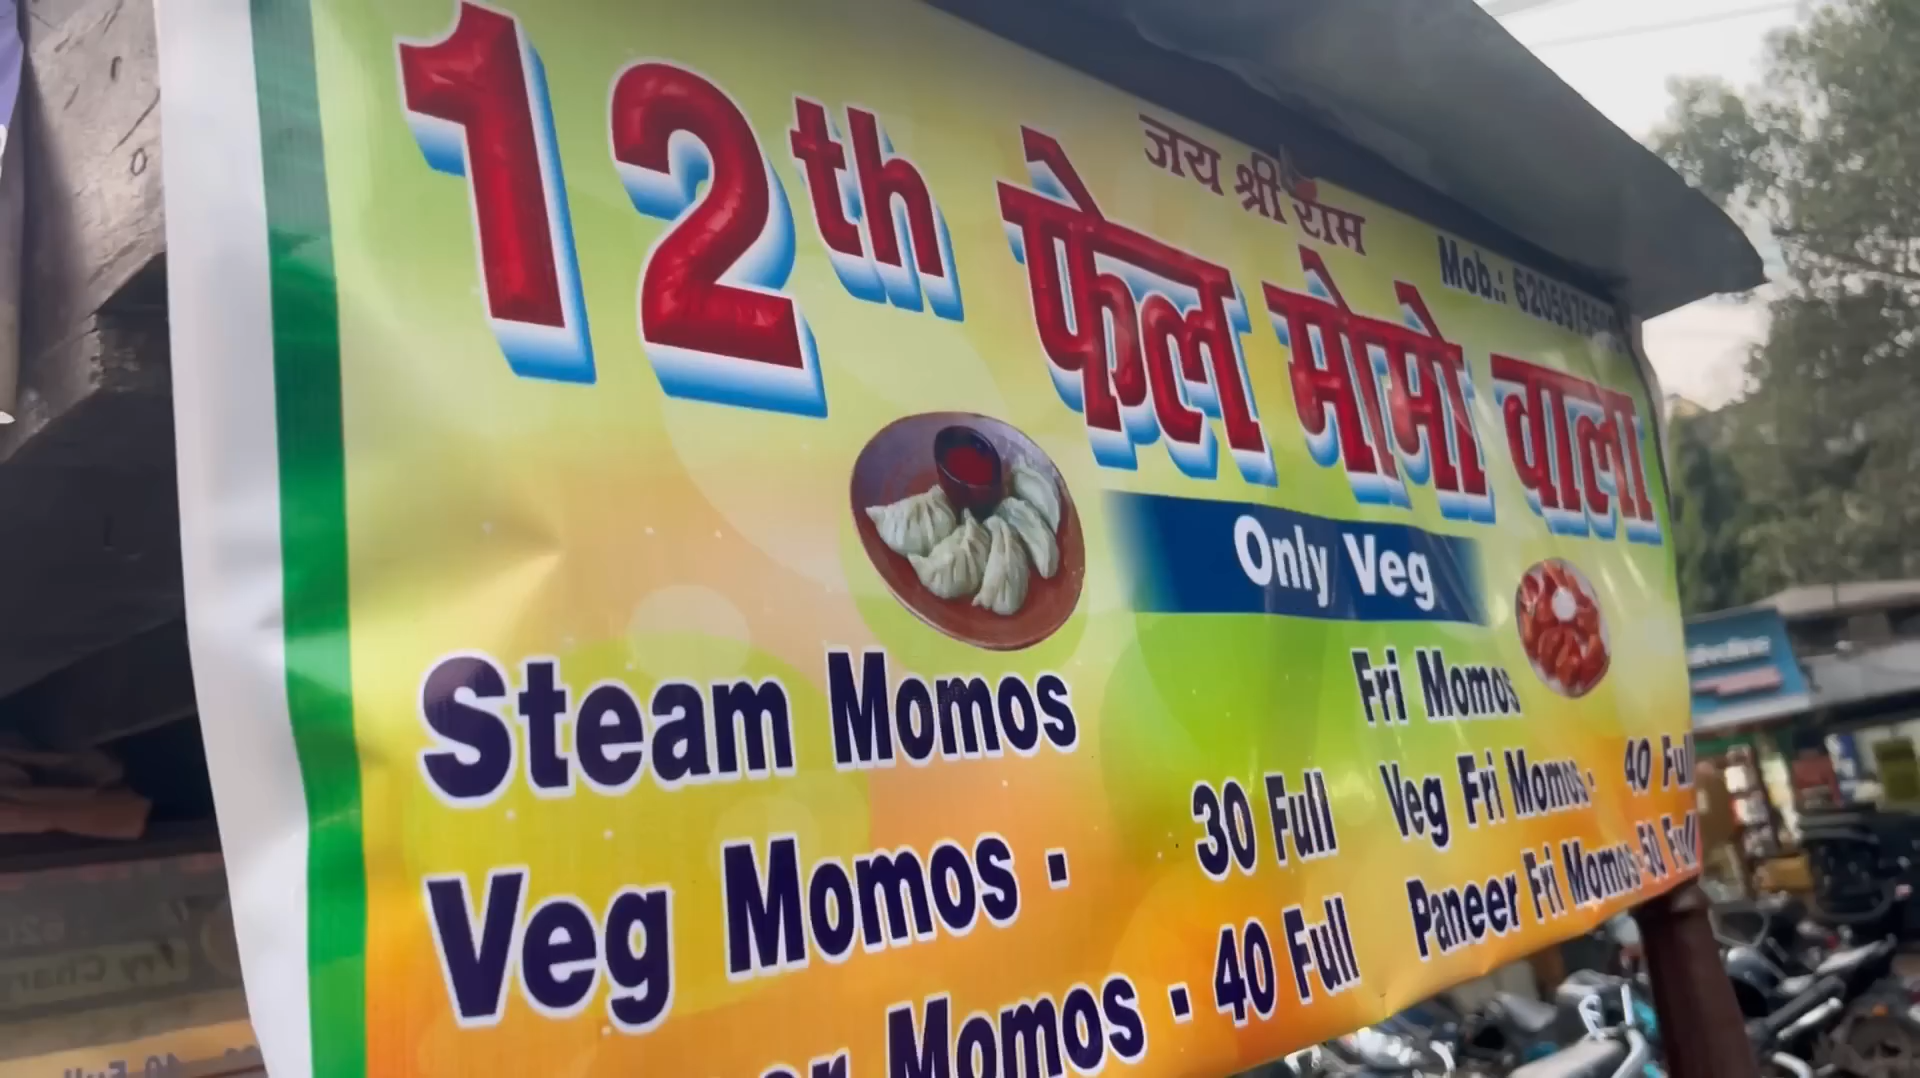 जय श्री राम
Mob.:
12th फेल मोमो वाला
Only Veg
Steam Momos
Veg Momos - 30 Full
Momos - 40 Full
Fri Momos
Veg Fri Momos- 40 Full
Paneer Fri Momos-50 Full